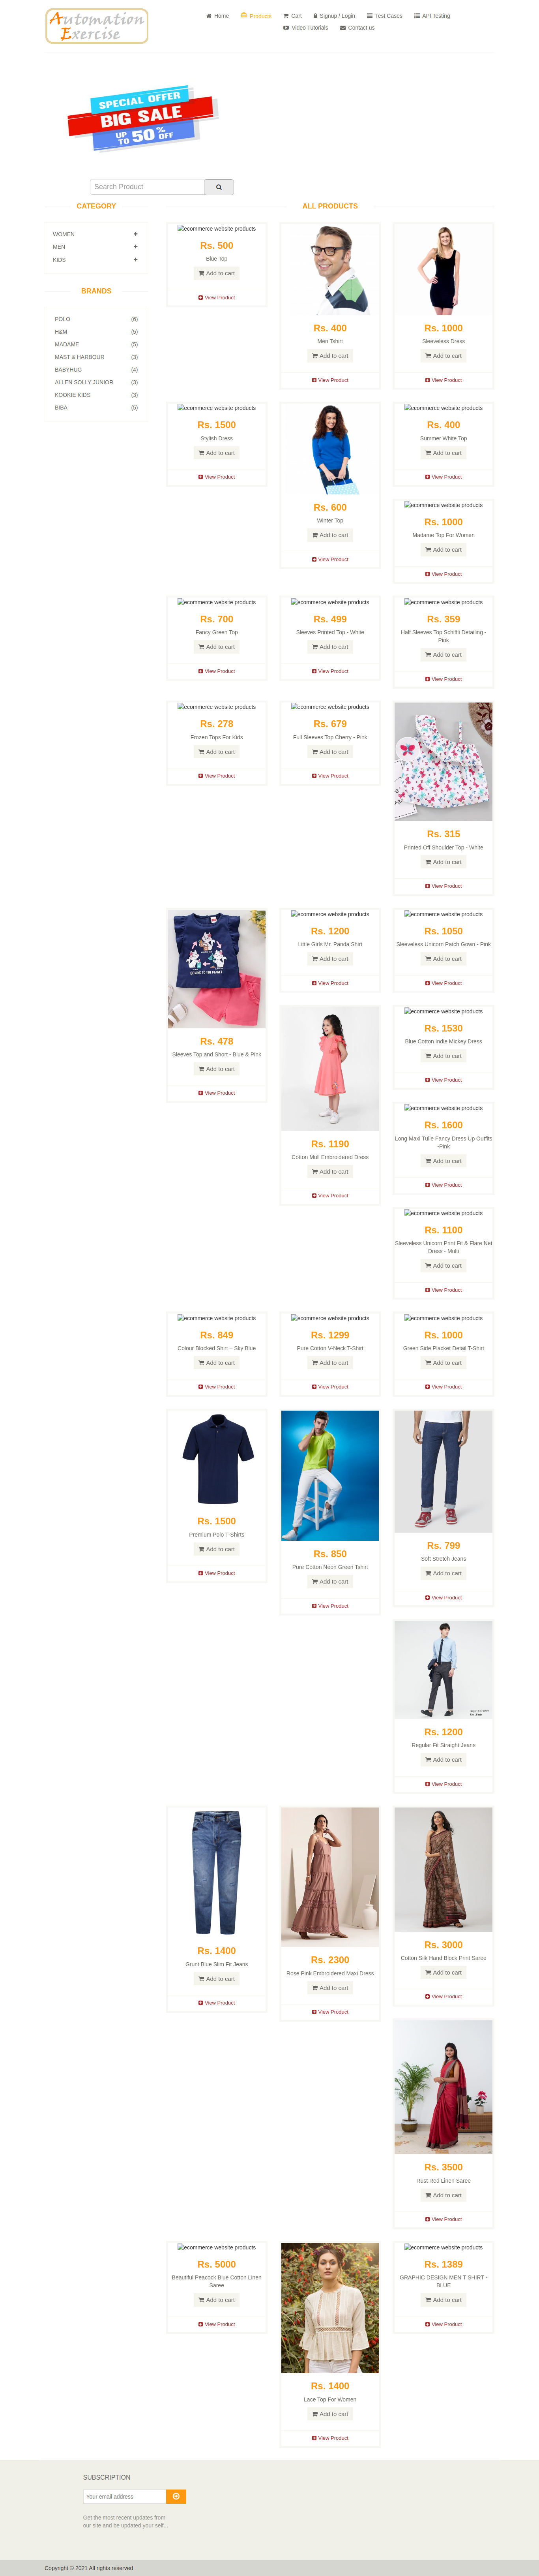 Automation
Exercise
Home
Products
Cart
Signup / Login
Test Cases
API Testing
Video Tutorials
Contact us
SPECIAL OFFER
BIG SALE
UP TO 50% OFF
Search Product
CATEGORY
WOMEN
MEN
KIDS
BRANDS
POLO (6)
H&M (5)
MADAME (5)
MAST & HARBOUR (3)
BABYHUG (4)
ALLEN SOLLY JUNIOR (3)
KOOKIE KIDS (3)
BIBA (5)
ALL PRODUCTS
ecommerce website products
Rs. 500
Blue Top
Add to cart
View Product
Rs. 400
Men Tshirt
Add to cart
View Product
Rs. 1000
Sleeveless Dress
Add to cart
View Product
ecommerce website products
Rs. 1500
Stylish Dress
Add to cart
View Product
Rs. 600
Winter Top
Add to cart
View Product
ecommerce website products
Rs. 400
Summer White Top
Add to cart
View Product
ecommerce website products
Rs. 1000
Madame Top For Women
Add to cart
View Product
ecommerce website products
Rs. 700
Fancy Green Top
Add to cart
View Product
ecommerce website products
Rs. 499
Sleeves Printed Top - White
Add to cart
View Product
ecommerce website products
Rs. 359
Half Sleeves Top Schiffli Detailing -
Pink
Add to cart
View Product
ecommerce website products
Rs. 278
Frozen Tops For Kids
Add to cart
View Product
ecommerce website products
Rs. 679
Full Sleeves Top Cherry - Pink
Add to cart
View Product
Rs. 315
Printed Off Shoulder Top - White
Add to cart
View Product
Rs. 478
Sleeves Top and Short - Blue & Pink
Add to cart
View Product
ecommerce website products
Rs. 1200
Little Girls Mr. Panda Shirt
Add to cart
View Product
ecommerce website products
Rs. 1050
Sleeveless Unicorn Patch Gown - Pink
Add to cart
View Product
Rs. 1190
Cotton Mull Embroidered Dress
Add to cart
View Product
ecommerce website products
Rs. 1530
Blue Cotton Indie Mickey Dress
Add to cart
View Product
ecommerce website products
Rs. 1600
Long Maxi Tulle Fancy Dress Up Outfits
-Pink
Add to cart
View Product
ecommerce website products
Rs. 1100
Sleeveless Unicorn Print Fit & Flare Net
Dress - Multi
Add to cart
View Product
ecommerce website products
Rs. 849
Colour Blocked Shirt – Sky Blue
Add to cart
View Product
ecommerce website products
Rs. 1299
Pure Cotton V-Neck T-Shirt
Add to cart
View Product
ecommerce website products
Rs. 1000
Green Side Placket Detail T-Shirt
Add to cart
View Product
Rs. 1500
Premium Polo T-Shirts
Add to cart
View Product
Rs. 850
Pure Cotton Neon Green Tshirt
Add to cart
View Product
Rs. 799
Soft Stretch Jeans
Add to cart
View Product
Rs. 1200
Regular Fit Straight Jeans
Add to cart
View Product
Rs. 1400
Grunt Blue Slim Fit Jeans
Add to cart
View Product
Rs. 2300
Rose Pink Embroidered Maxi Dress
Add to cart
View Product
Rs. 3000
Cotton Silk Hand Block Print Saree
Add to cart
View Product
Rs. 3500
Rust Red Linen Saree
Add to cart
View Product
ecommerce website products
Rs. 5000
Beautiful Peacock Blue Cotton Linen
Saree
Add to cart
View Product
Rs. 1400
Lace Top For Women
Add to cart
View Product
ecommerce website products
Rs. 1389
GRAPHIC DESIGN MEN T SHIRT -
BLUE
Add to cart
View Product
SUBSCRIPTION
Your email address
Get the most recent updates from
our site and be updated your self...
Copyright © 2021 All rights reserved